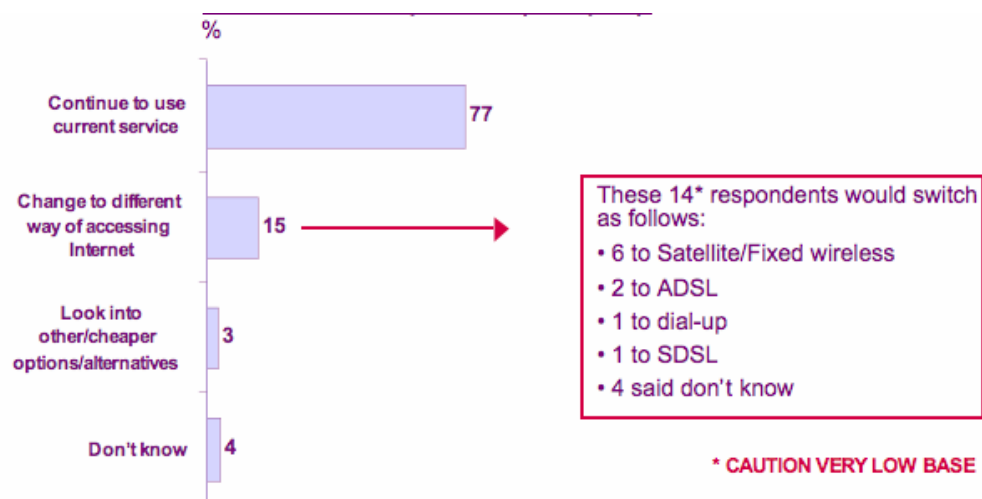 %
Continue to use
current service
77
Change to different
way of accessing
Internet
15
Look into
other/cheaper
options/alternatives
3
Don't know
4
These 14* respondents would switch
as follows:
• 6 to Satellite/Fixed wireless
• 2 to ADSL
• 1 to dial-up
• 1 to SDSL
• 4 said don't know
* CAUTION VERY LOW BASE